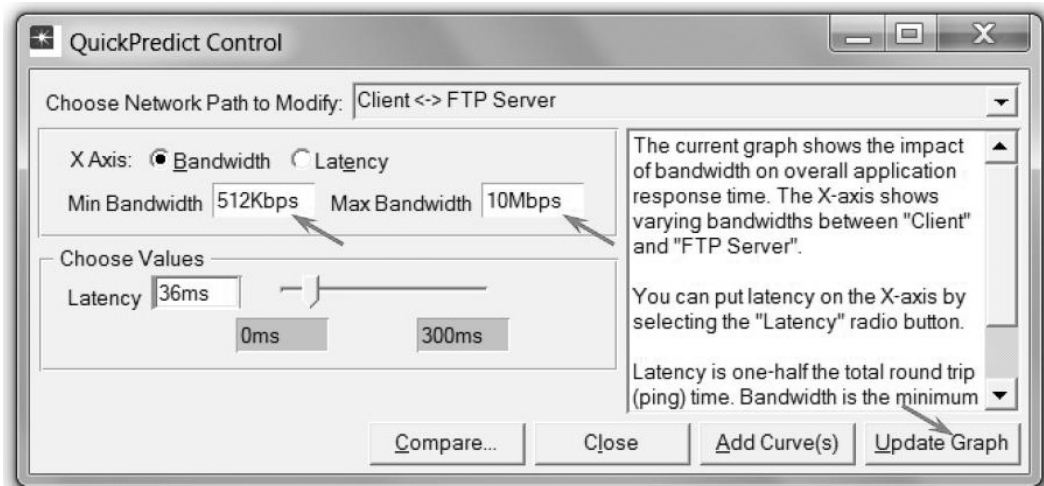 QuickPredict Control
Choose Network Path to Modify: Client <-> FTP Server
X Axis: Bandwidth Latency
Min Bandwidth 512Kbps Max Bandwidth 10Mbps
Choose Values
Latency 36ms
0ms 300ms
The current graph shows the impact
of bandwidth on overall application
response time. The X-axis shows
varying bandwidths between "Client"
and "FTP Server".
You can put latency on the X-axis by
selecting the "Latency" radio button.
Latency is one-half the total round trip
(ping) time. Bandwidth is the minimum
Compare... Close Add Curve(s) Update Graph